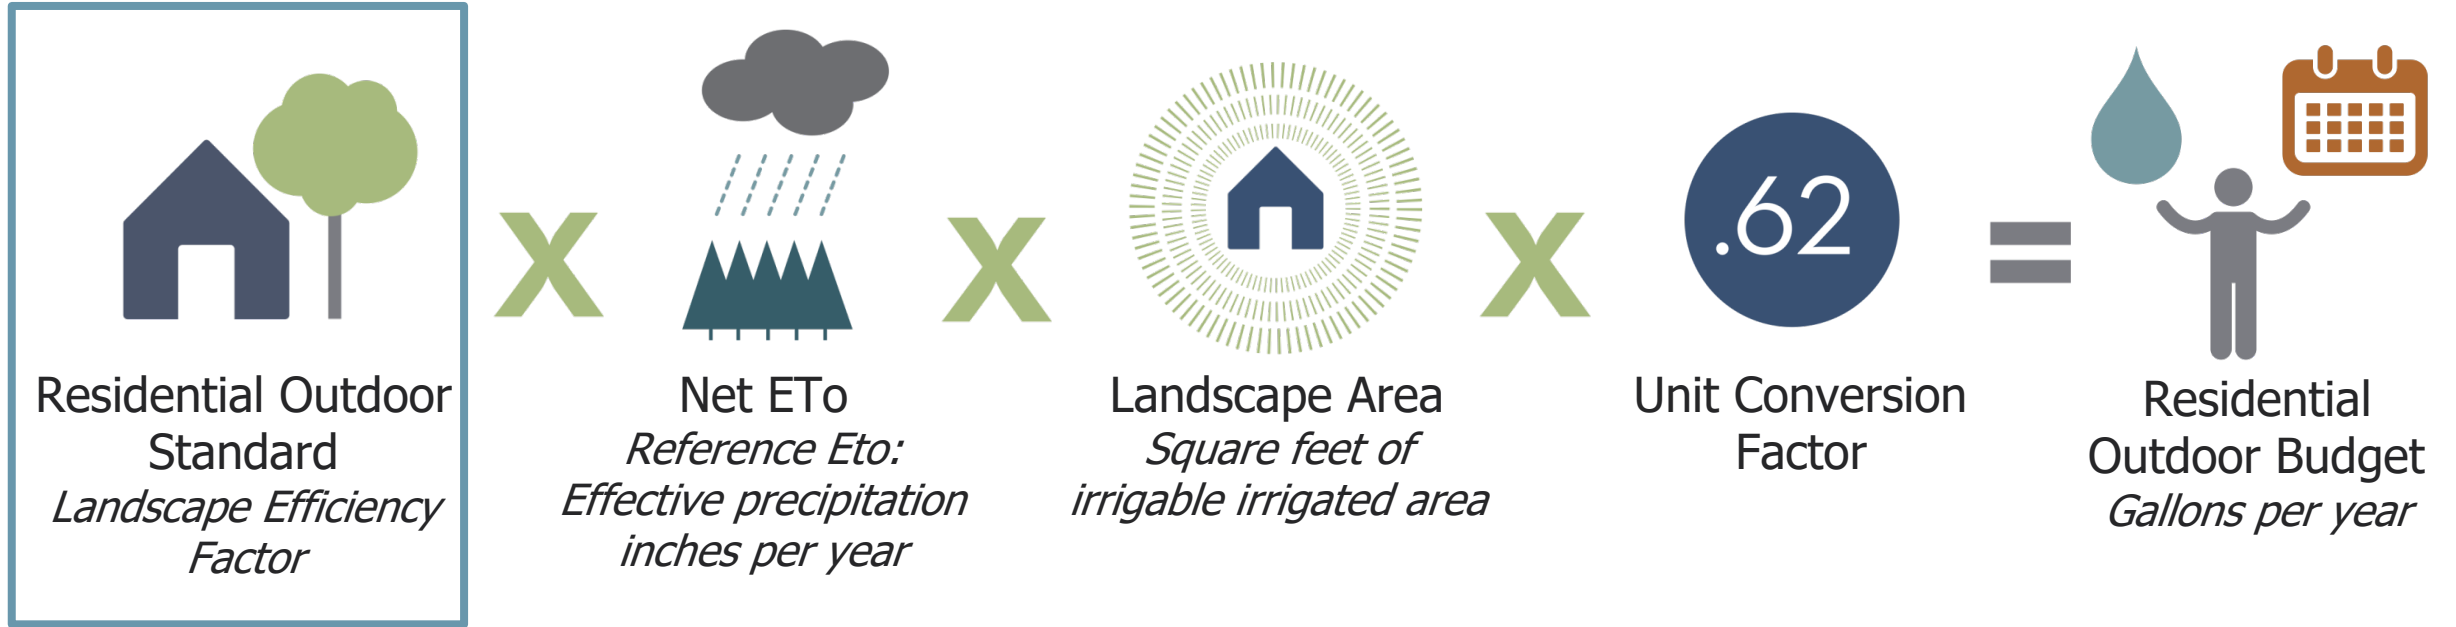 Residential Outdoor
Standard
Landscape Efficiency
Factor
X
Net ETo
Reference Eto:
Effective precipitation
inches per year
X
Landscape Area
Square feet of
irrigable irrigated area
X
.62
Unit Conversion
Factor
=
Residential
Outdoor Budget
Gallons per year